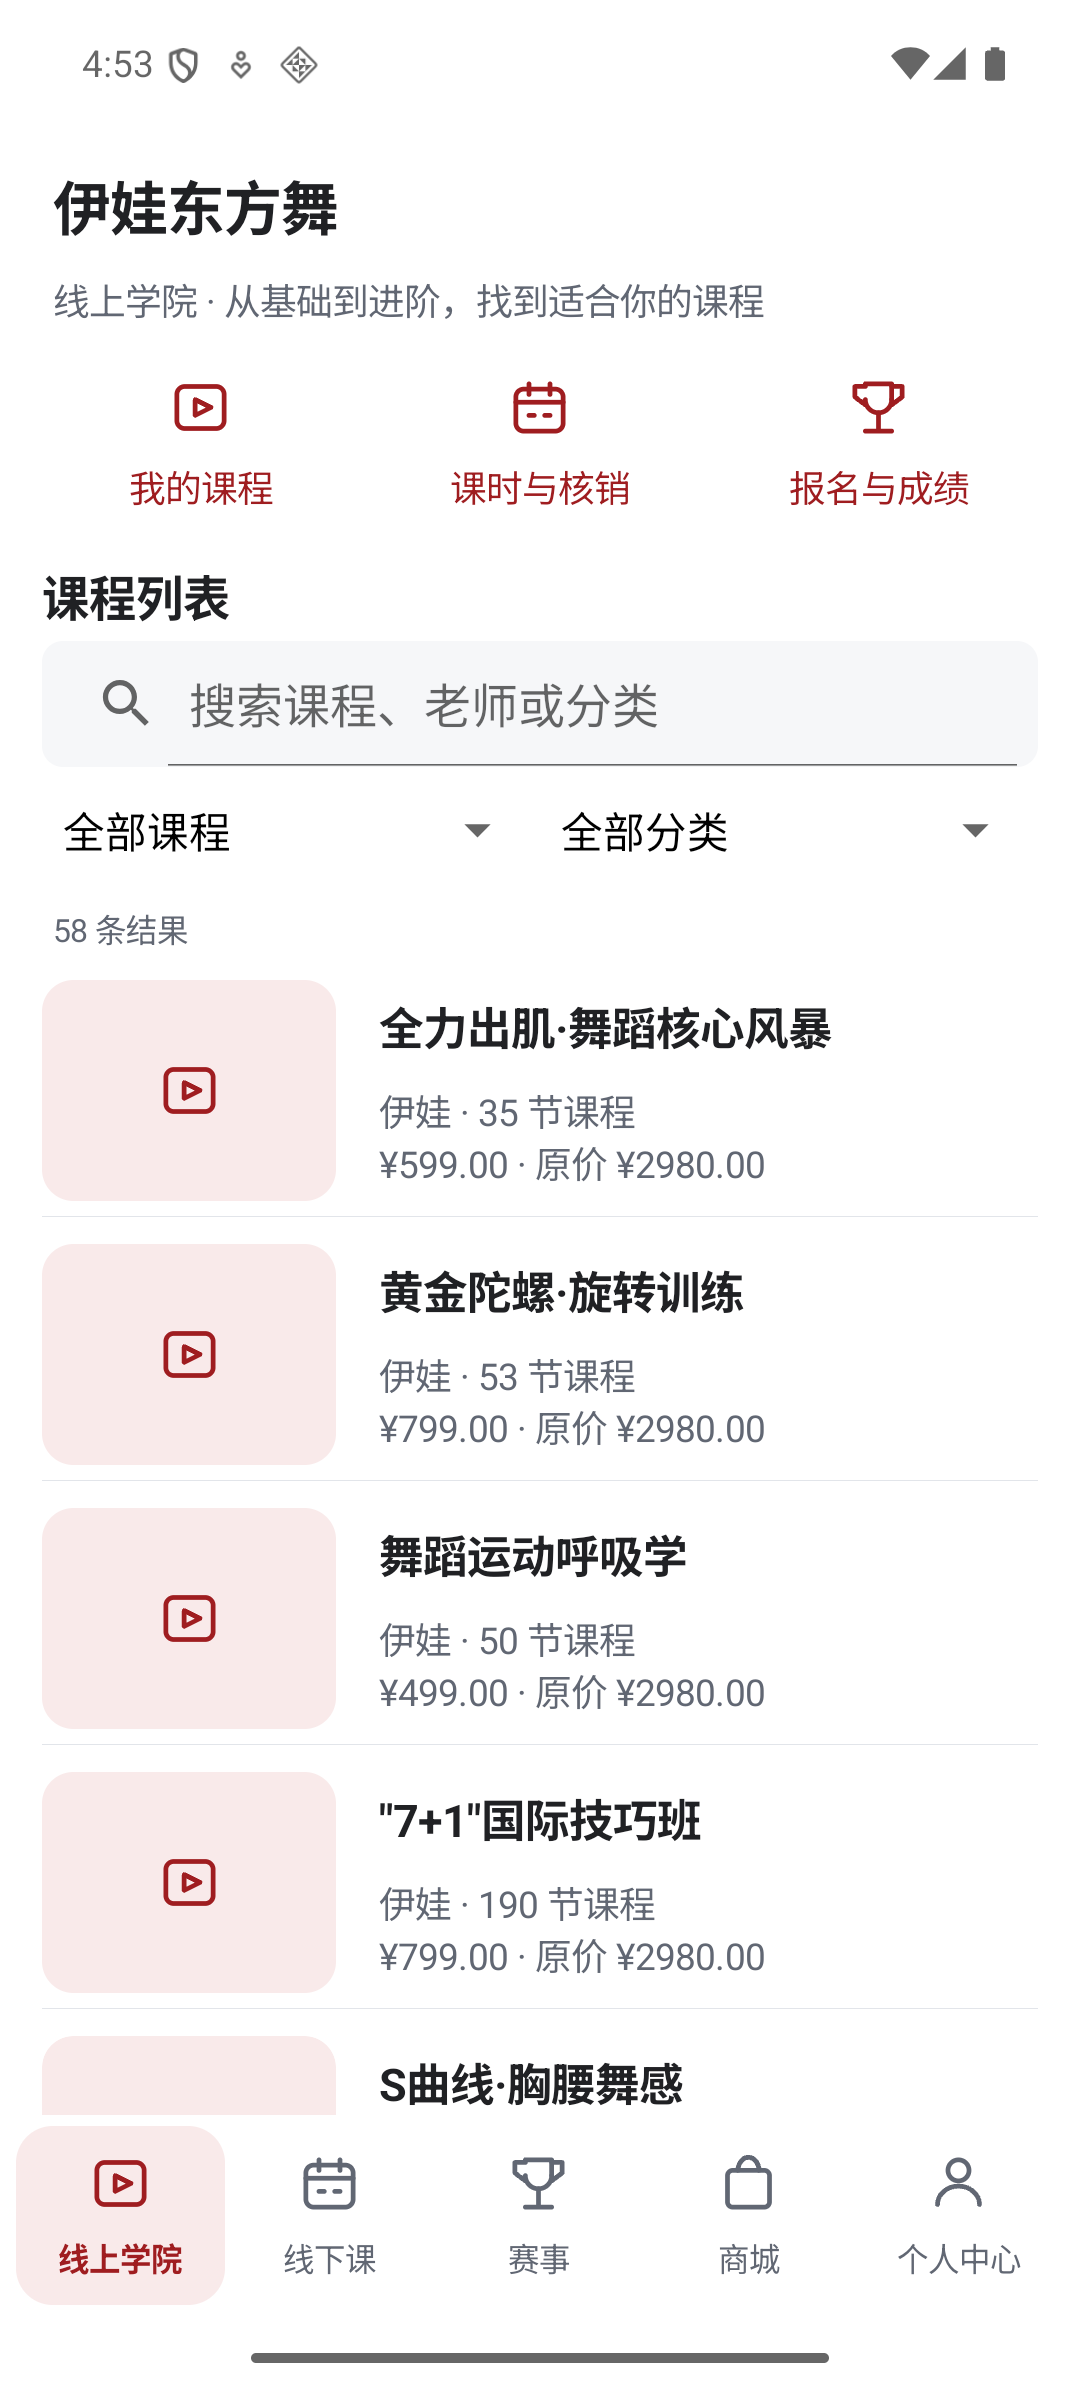 4:53
伊娃东方舞
线上学院 · 从基础到进阶，找到适合你的课程
我的课程
课时与核销
报名与成绩
课程列表
搜索课程、老师或分类
全部课程
全部分类
58 条结果
全力出肌·舞蹈核心风暴
伊娃 · 35 节课程
¥599.00 · 原价 ¥2980.00
黄金陀螺·旋转训练
伊娃 · 53 节课程
¥799.00 · 原价 ¥2980.00
舞蹈运动呼吸学
伊娃 · 50 节课程
¥499.00 · 原价 ¥2980.00
"7+1"国际技巧班
伊娃 · 190 节课程
¥799.00 · 原价 ¥2980.00
S曲线·胸腰舞感
线上学院
线下课
赛事
商城
个人中心